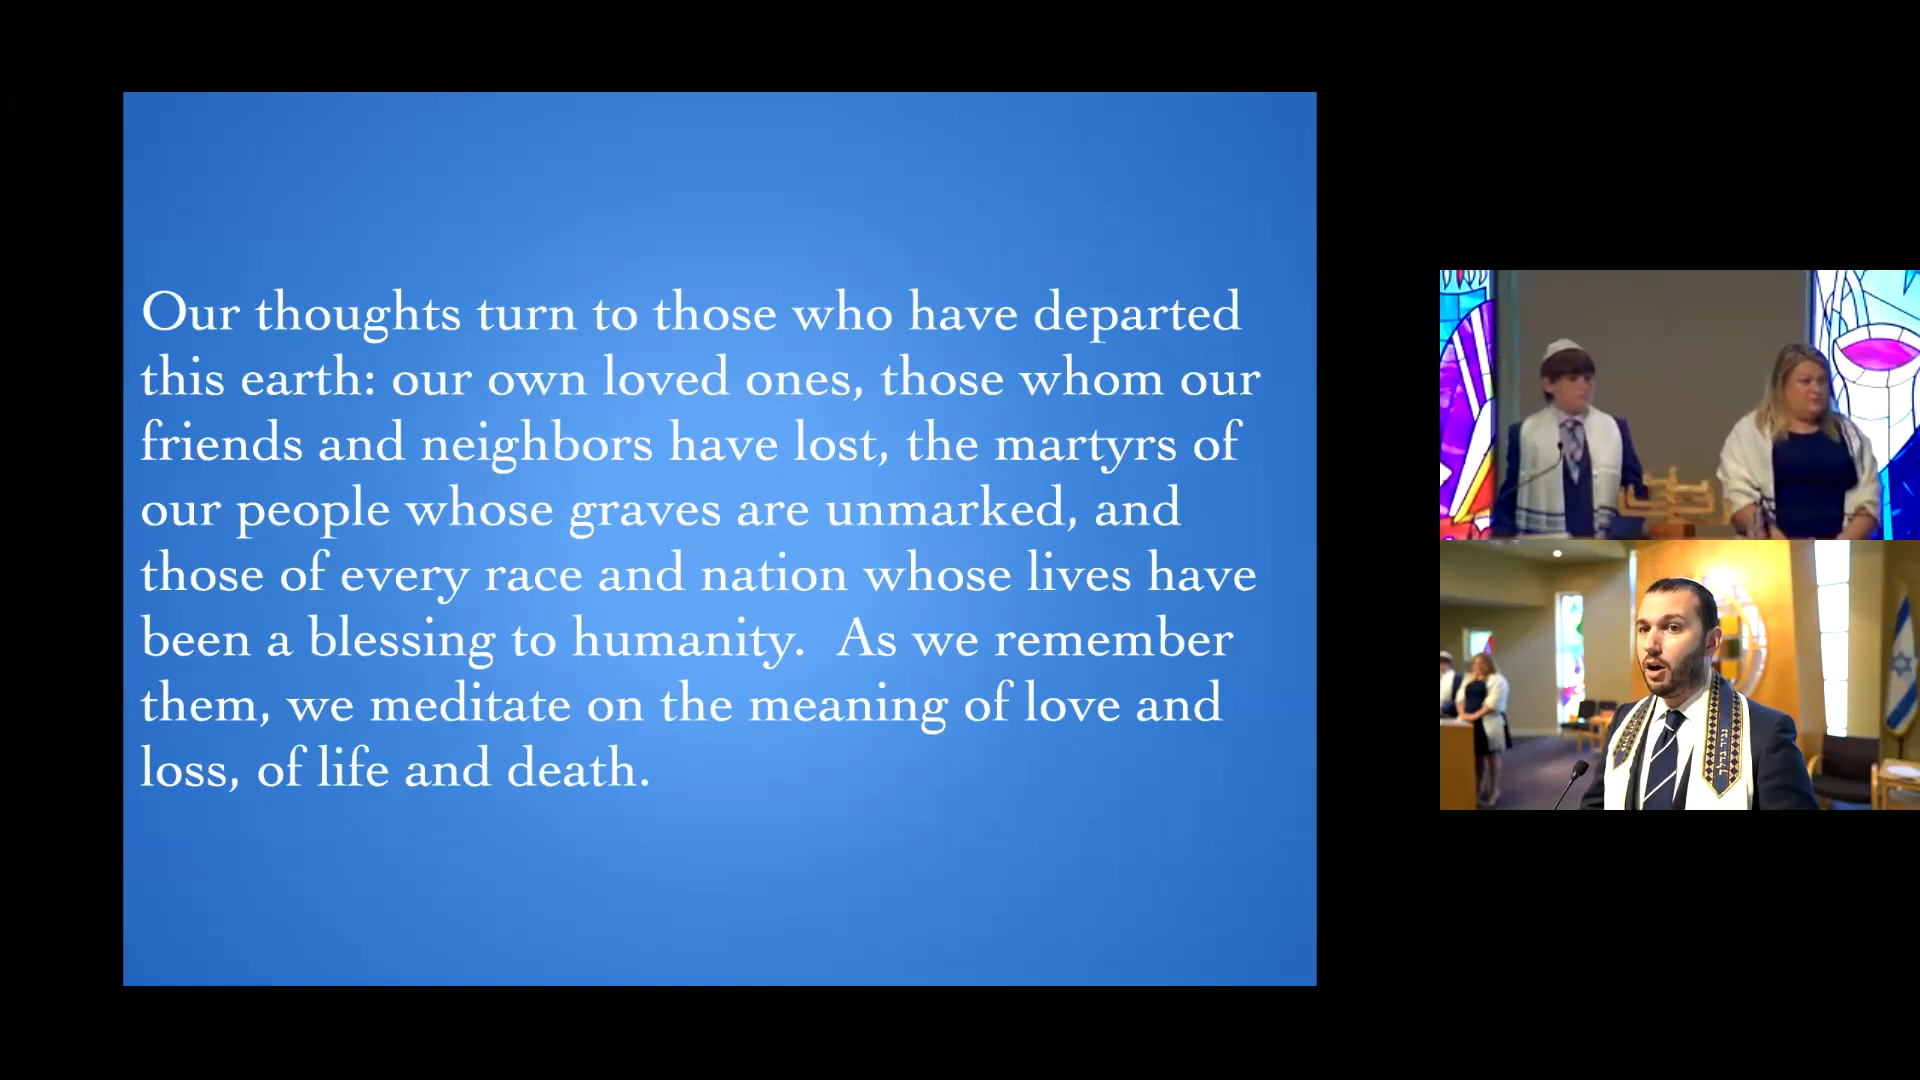 Our thoughts turn to those who have departed
this earth: our own loved ones, those whom our
friends and neighbors have lost, the martyrs of
our people whose graves are unmarked, and
those of every race and nation whose lives have
been a blessing to humanity.  As we remember
them, we meditate on the meaning of love and
loss, of life and death.